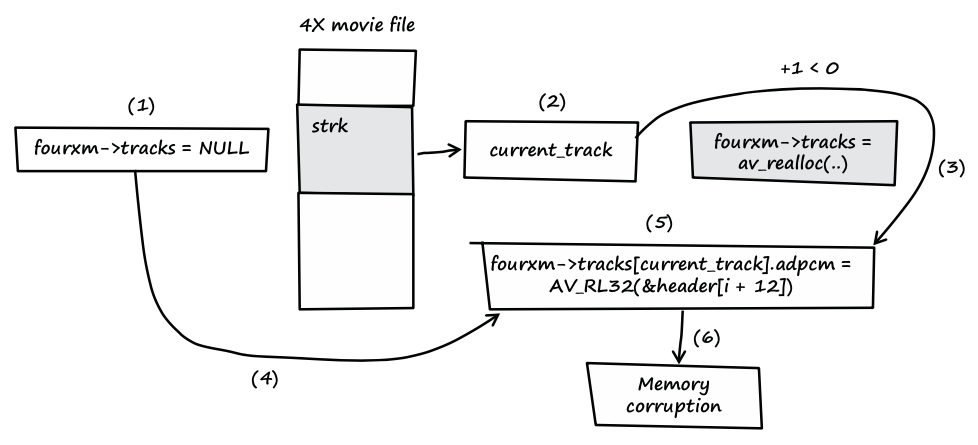 4X movie file
+1 < 0
(1)
(2)
strk
fourxm->tracks = NULL
current_track
fourxm->tracks =
av_realloc(..)
(3)
(5)
fourxm->tracks[current_track].adpcm =
AV_RL32(&header[i + 12])
(6)
(4)
Memory
corruption